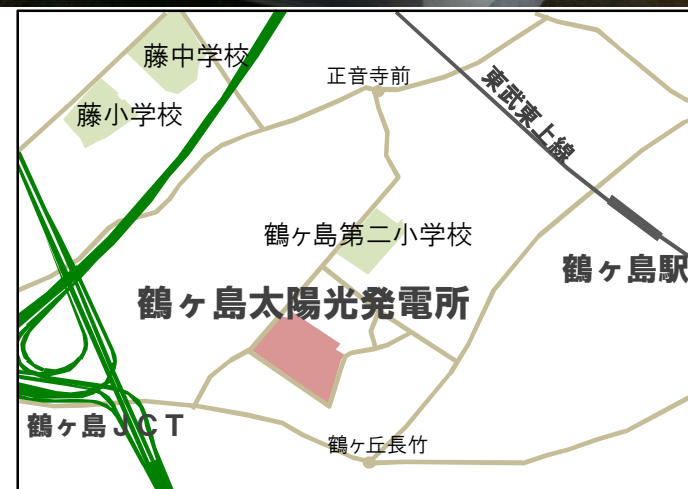 藤中学校
正音寺前
東武東上線
藤小学校
鶴ヶ島第二小学校
鶴ヶ島駅
鶴ヶ島太陽光発電所
鶴ヶ島JCT
鶴ヶ丘長竹